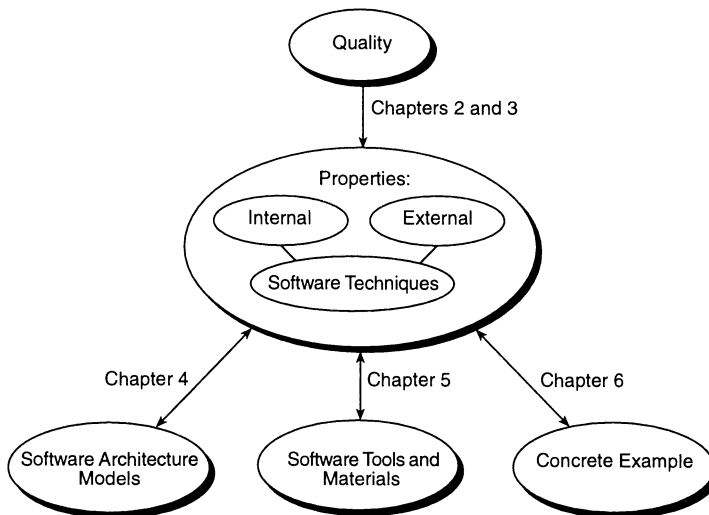 Quality
Chapters 2 and 3
Properties:
Internal
External
Software Techniques
Chapter 4
Chapter 5
Chapter 6
Software Architecture
Models
Software Tools and
Materials
Concrete Example